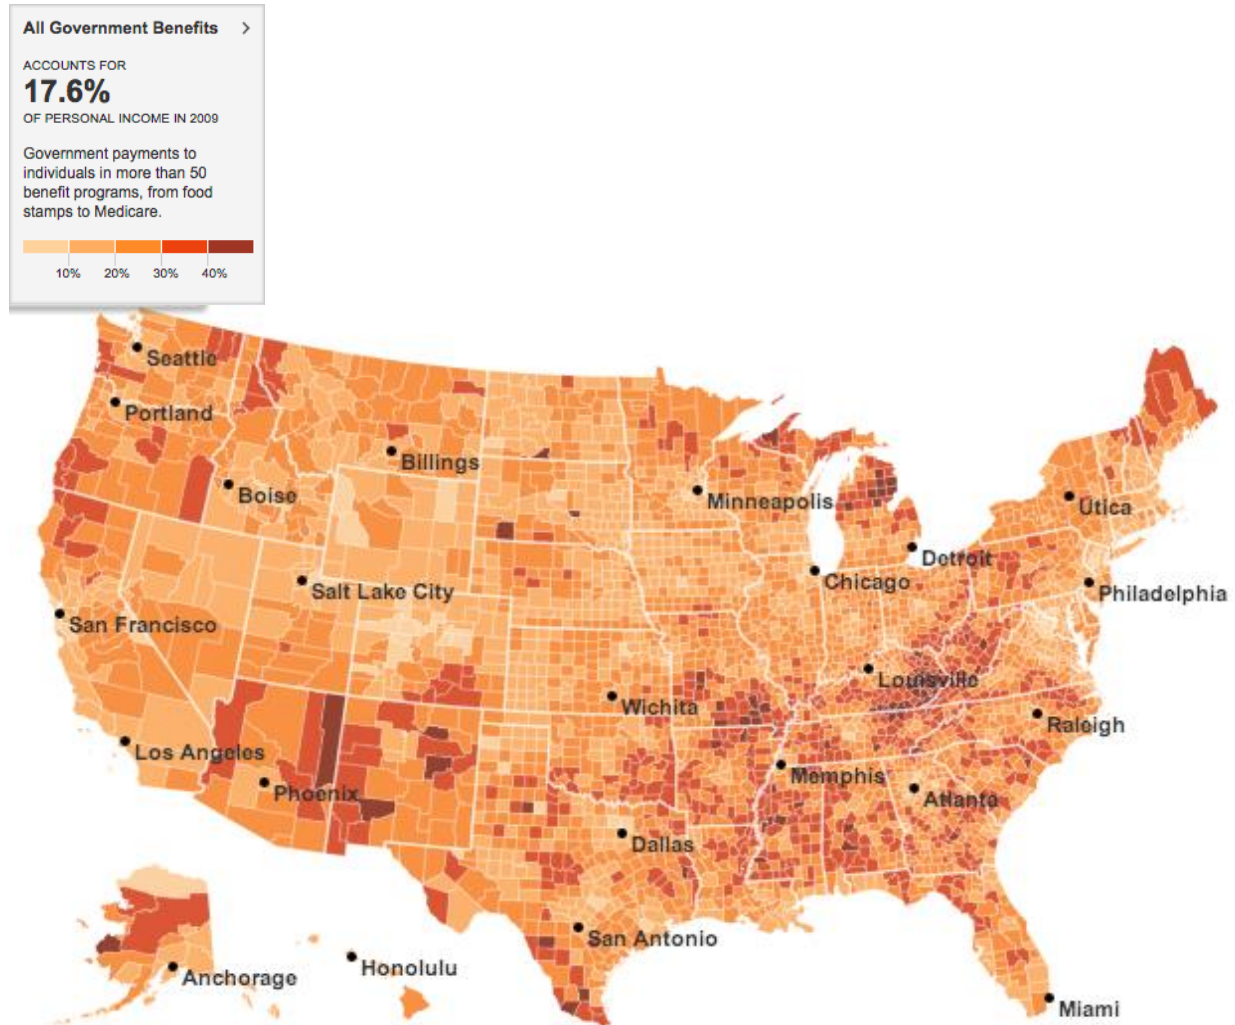 All Government Benefits
ACCOUNTS FOR
17.6%
OF PERSONAL INCOME IN 2009
Government payments to
individuals in more than 50
benefit programs, from food
stamps to Medicare.
10% 20% 30% 40%
Seattle
Portland
Billings
Boise
Minneapolis
Utica
Detroit
Chicago
Salt Lake City
Philadelphia
San Francisco
Louisville
Wichita
Raleigh
Los Angeles
Memphis
Phoenix
Atlanta
Dallas
San Antonio
Honolulu
Anchorage
Miami